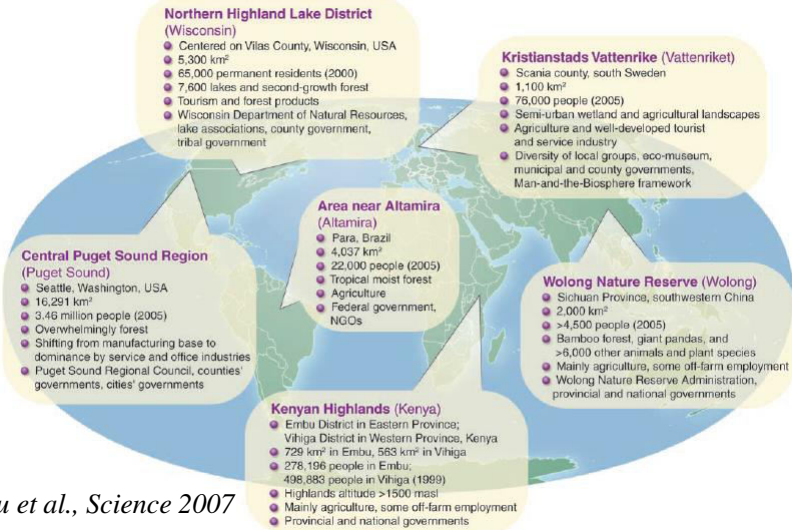 Northern Highland Lake District
(Wisconsin)
Centered on Vilas County, Wisconsin, USA
5,300 km²
65,000 permanent residents (2000)
7,600 lakes and second-growth forest
Tourism and forest products
Wisconsin Department of Natural Resources,
lake associations, county government,
tribal government
Kristianstads Vattenrike (Vattenriket)
Scania county, south Sweden
1,100 km²
76,000 people (2005)
Semi-urban wetland and agricultural landscapes
Agriculture and well-developed tourist
and service industry
Diversity of local groups, eco-museum,
municipal and county governments,
Man-and-the-Biosphere framework
Area near Altamira
(Altamira)
Para, Brazil
4,037 km²
22,000 people (2005)
Tropical moist forest
Agriculture
Federal government,
NGOs
Central Puget Sound Region
(Puget Sound)
Seattle, Washington, USA
16,291 km²
3.46 million people (2005)
Overwhelmingly forest
Shifting from manufacturing base to
dominance by service and office industries
Puget Sound Regional Council, counties'
governments, cities' governments
Wolong Nature Reserve (Wolong)
Sichuan Province, southwestern China
2,000 km²
>4,500 people (2005)
Bamboo forest, giant pandas, and
>6,000 other animals and plant species
Mainly agriculture, some off-farm employment
Wolong Nature Reserve Administration,
provincial and national governments
Kenyan Highlands (Kenya)
Embu District in Eastern Province;
Vihiga District in Western Province, Kenya
729 km² in Embu, 563 km² in Vihiga
278,196 people in Embu;
498,883 people in Vihiga (1999)
Highlands altitude >1500 masl
Mainly agriculture, some off-farm employment
Provincial and national governments
u et al., Science 2007